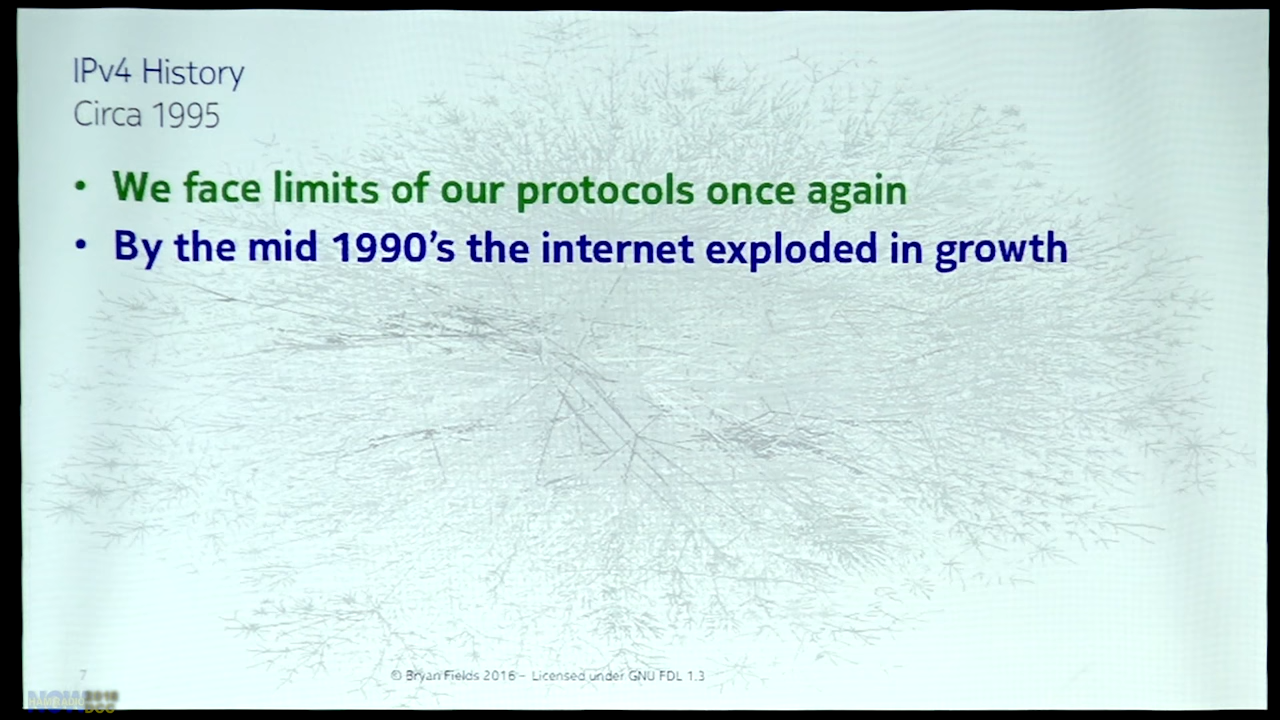 IPv4 History
Circa 1995
• We face limits of our protocols once again
• By the mid 1990’s the internet exploded in growth
7
© Bryan Fields 2016 – Licensed under GNU FDL 1.3